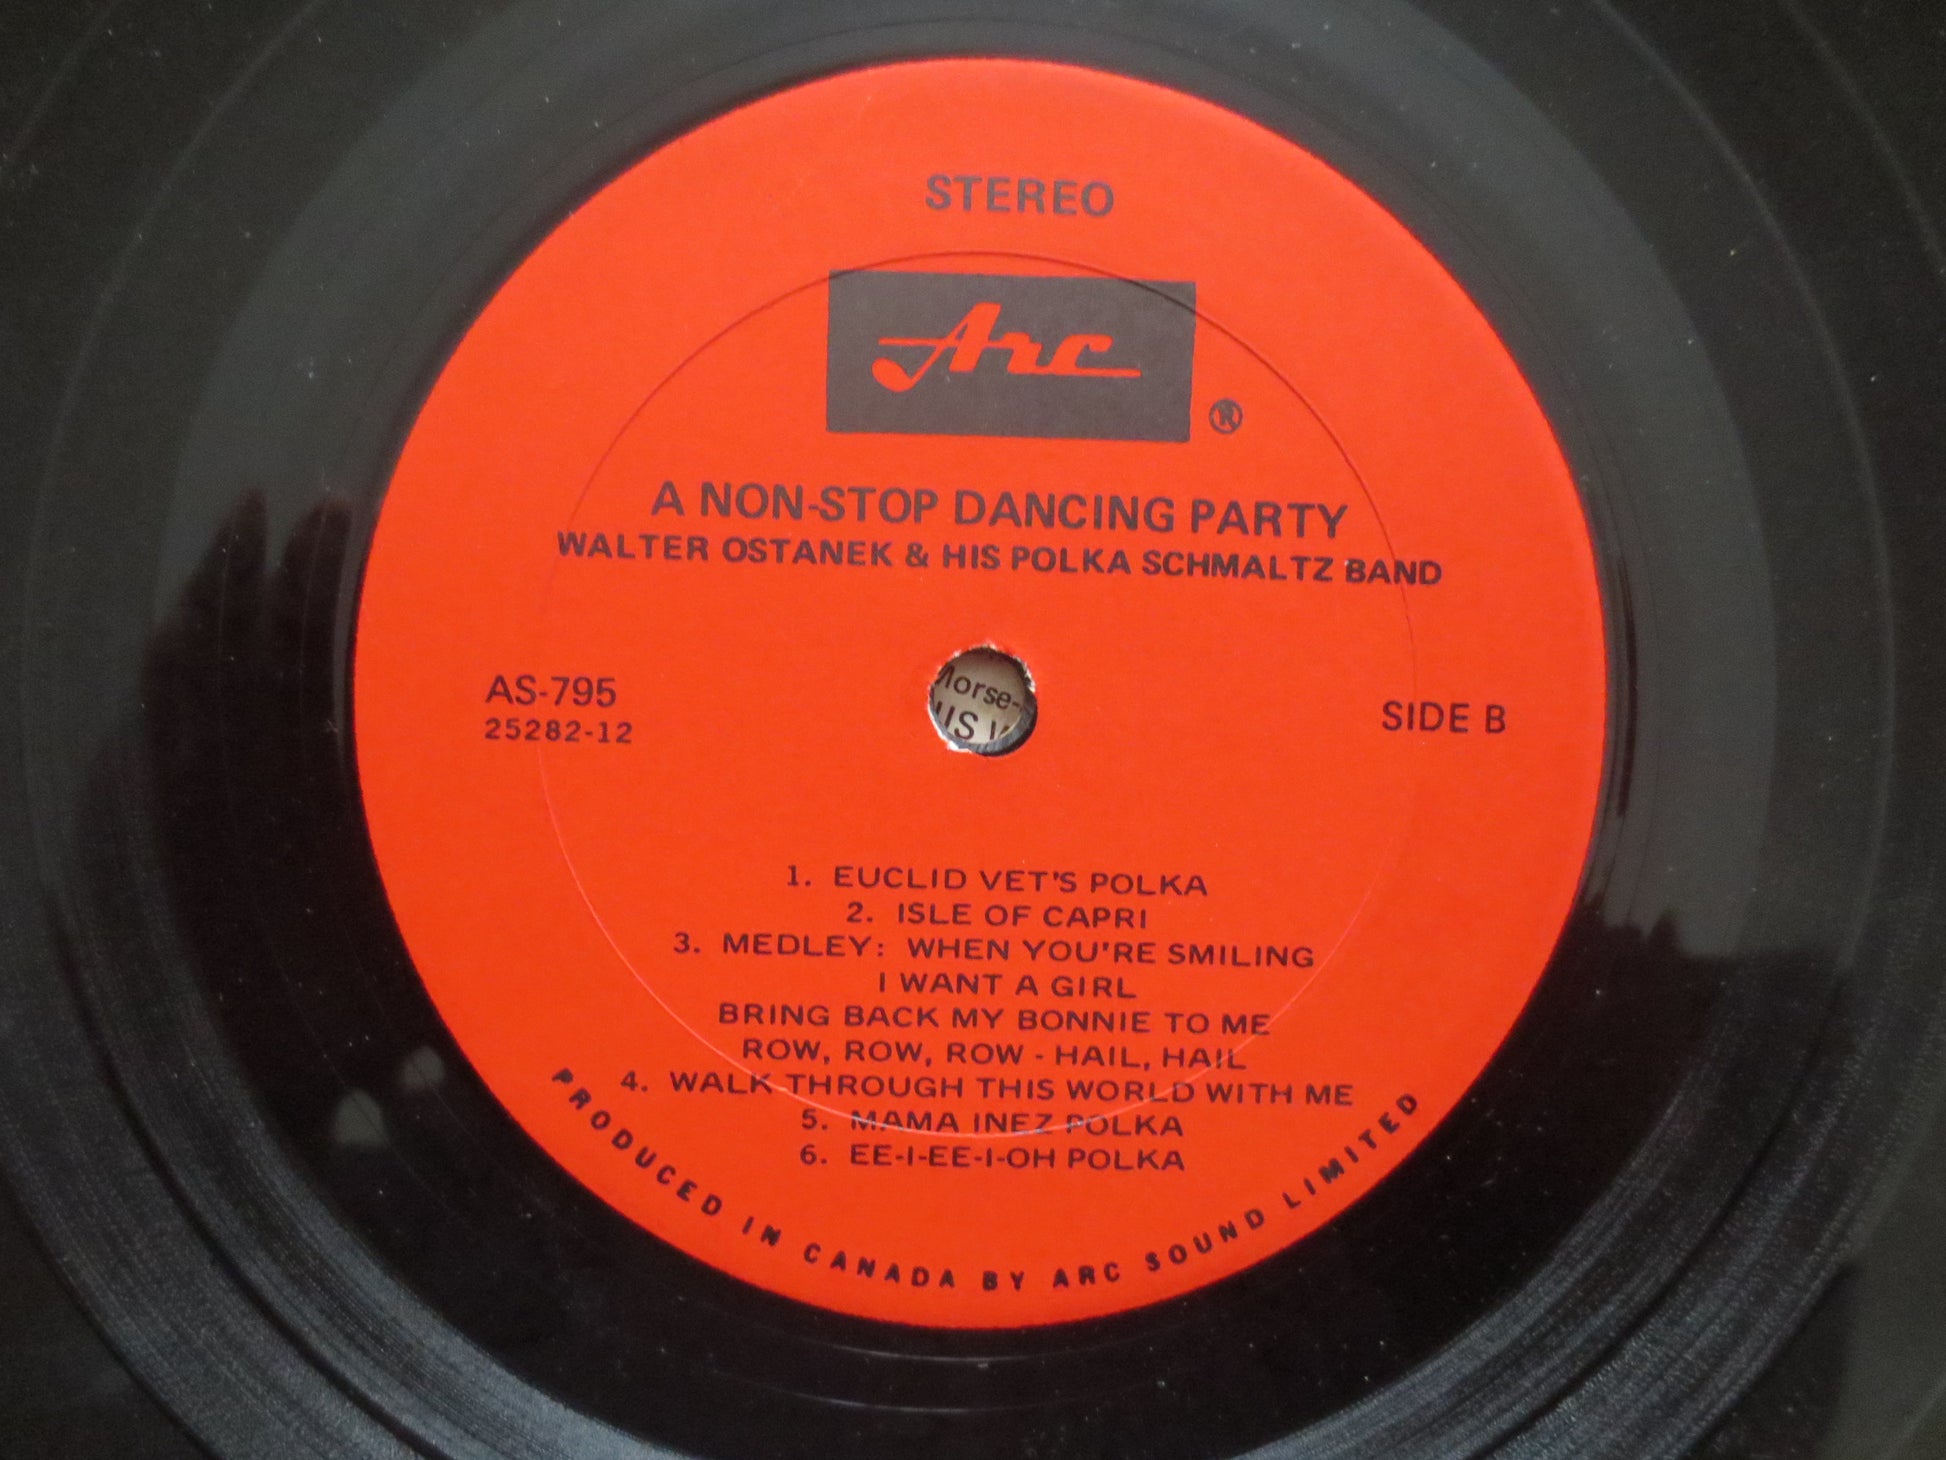 STEREO
Arc
®
A NON-STOP DANCING PARTY
WALTER OSTANEK & HIS POLKA SCHMALTZ BAND
AS-795
25282-12
SIDE B
1. EUCLID VET'S POLKA
2. ISLE OF CAPRI
3. MEDLEY: WHEN YOU'RE SMILING
I WANT A GIRL
BRING BACK MY BONNIE TO ME
ROW, ROW, ROW - HAIL, HAIL
4. WALK THROUGH THIS WORLD WITH ME
5. MAMA INEZ POLKA
6. EE-I-EE-I-OH POLKA
PRODUCED IN CANADA BY ARC SOUND LIMITED